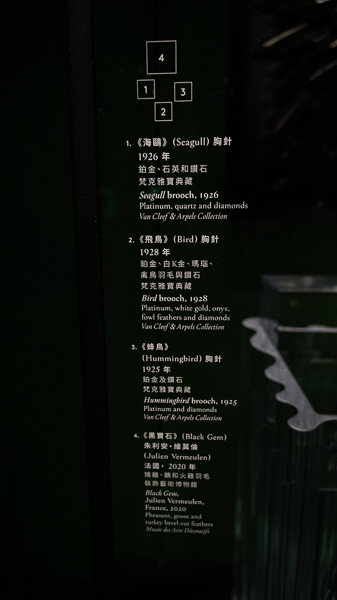 4
1
3
2
1.《海鷗》(Seagull) 胸針
1926 年
鉑金、石英和鑽石
梵克雅寶典藏
Seagull brooch, 1926
Platinum, quartz and diamonds
Van Cleef & Arpels Collection
2.《飛鳥》(Bird) 胸針
1928 年
鉑金、白K金、瑪瑙、
禽鳥羽毛與鑽石
梵克雅寶典藏
Bird brooch, 1928
Platinum, white gold, onyx,
fowl feathers and diamonds
Van Cleef & Arpels Collection
3.《蜂鳥》
(Hummingbird) 胸針
1925 年
鉑金及鑽石
梵克雅寶典藏
Hummingbird brooch, 1925
Platinum and diamonds
Van Cleef & Arpels Collection
4.《黑寶石》(Black Gem)
朱利安·維莫倫
(Julien Vermeulen)
法國，2020 年
雉雞、鵝和火雞羽毛
裝飾藝術博物館
Black Gem,
Julien Vermeulen,
France, 2020
Pheasant, goose and
turkey bevel-cut feathers
Musée des Arts Décoratifs